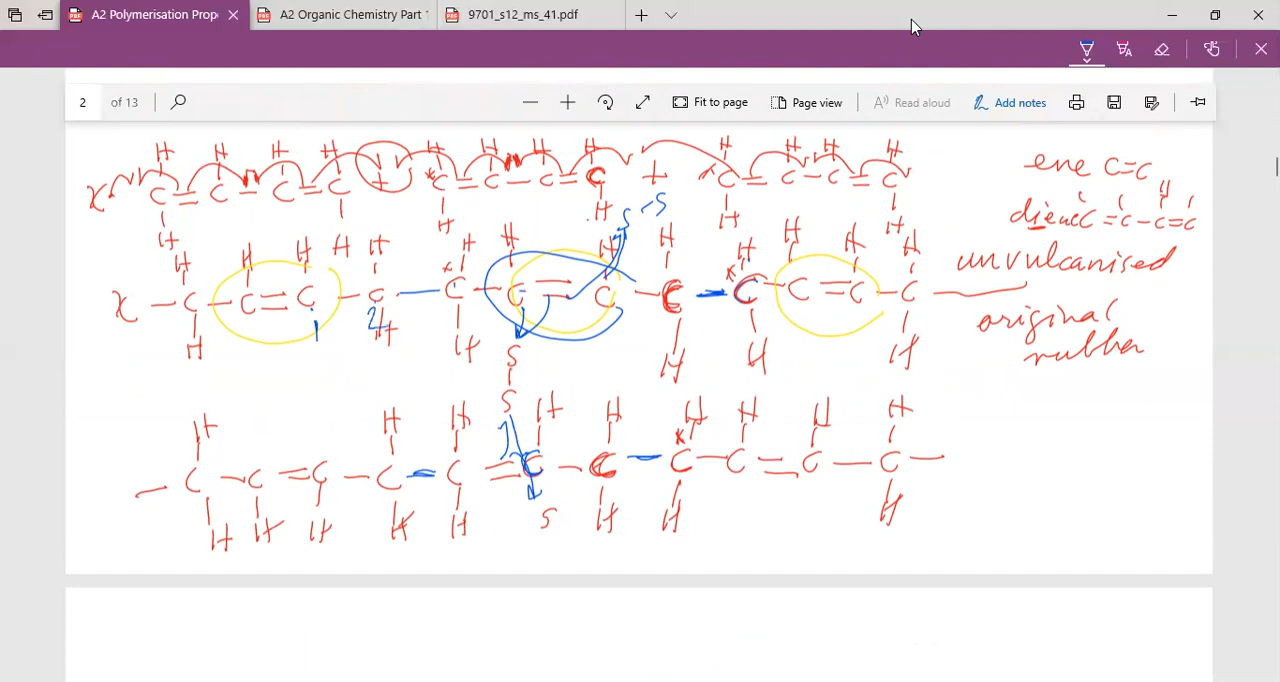 A2 Polymerisation Prop
A2 Organic Chemistry Part 1
9701_s12_ms_41.pdf
2 of 13
Fit to page
Page view
Read aloud
Add notes
H H H H H H H H H H H H
X C = C - C = C + C = C - C = C + C = C - C = C
H H H H H
ene C=C
diene C=C-C=C
S-S
H H H H H H H H H H H H
X - C - C = C - C - C - C = C - C - C - C = C - C -
H H H H H H
unvulcanised
original
rubber
S
S
H H H H H H H H H
- C - C = C - C - C = C - C - C - C = C - C -
H H H H H S H H H